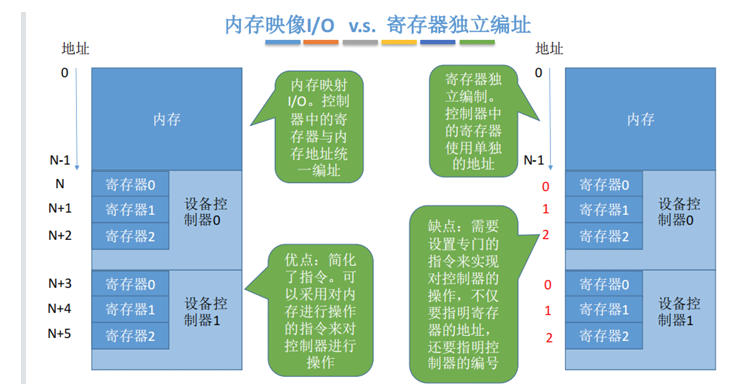 内存映像I/O v.s. 寄存器独立编址
地址
0
N-1
N
N+1
N+2
N+3
N+4
N+5
内存
寄存器0
寄存器1
寄存器2
设备控
制器0
寄存器0
寄存器1
寄存器2
设备控
制器1
内存映射
I/O。控制
器中的寄存
器与内
存地址统
一编址
优点：简化
了指令。可
以采用对内
存进行操作
的指令来对
控制器进行
操作
寄存器独
立编制。
控制器中
的寄存器
使用单独
的地址
缺点：需要
设置专门的
指令来实现
对控制器的
操作，不仅
要指明寄存
器的地址，
还要指明控
制器的编号
地址
0
N-1
0
1
2
0
1
2
内存
寄存器0
寄存器1
寄存器2
设备控
制器0
寄存器0
寄存器1
寄存器2
设备控
制器1